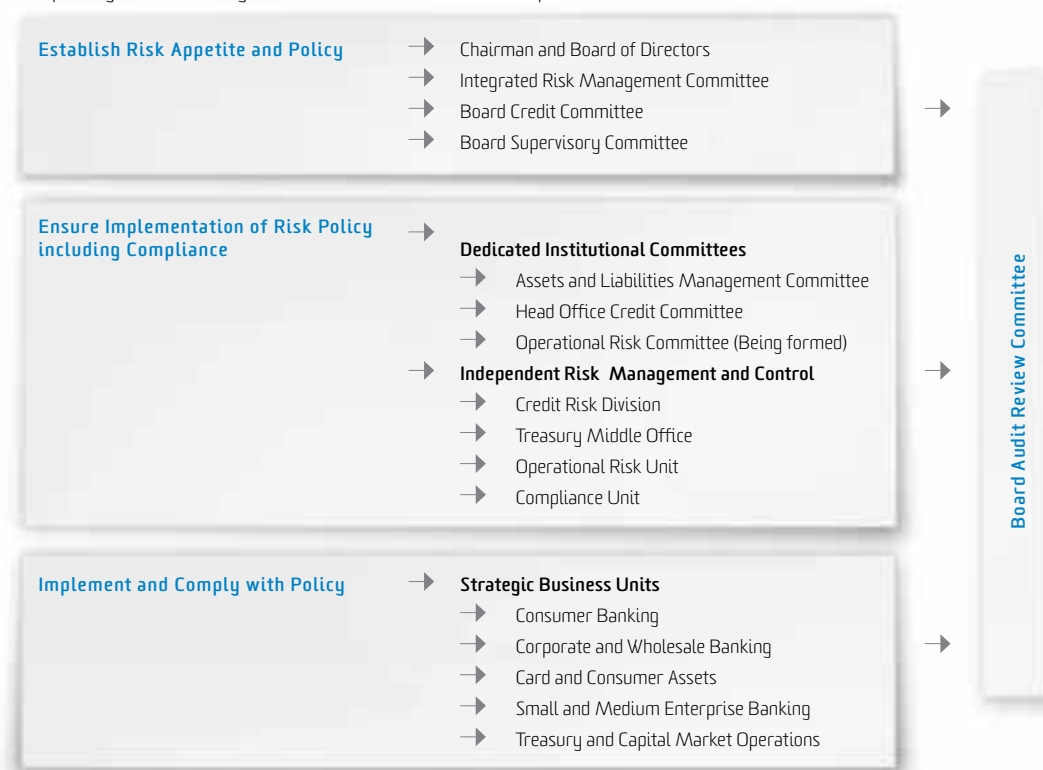 Establish Risk Appetite and Policy
Chairman and Board of Directors
Integrated Risk Management Committee
Board Credit Committee
Board Supervisory Committee
Ensure Implementation of Risk Policy
including Compliance
Dedicated Institutional Committees
Assets and Liabilities Management Committee
Head Office Credit Committee
Operational Risk Committee (Being formed)
Independent Risk Management and Control
Credit Risk Division
Treasury Middle Office
Operational Risk Unit
Compliance Unit
Implement and Comply with Policy
Strategic Business Units
Consumer Banking
Corporate and Wholesale Banking
Card and Consumer Assets
Small and Medium Enterprise Banking
Treasury and Capital Market Operations
Board Audit Review Committee